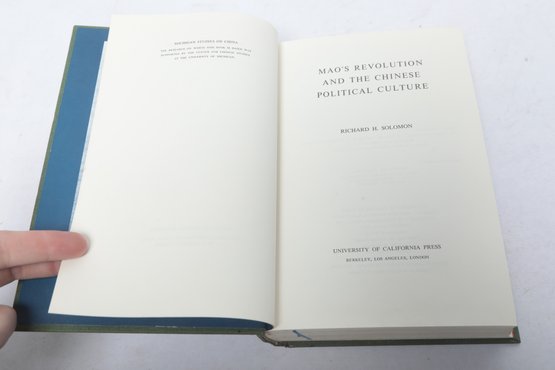 MICHIGAN STUDIES ON CHINA
THE RESEARCH ON WHICH THIS BOOK IS BASED WAS
SUPPORTED BY THE CENTER FOR CHINESE STUDIES
AT THE UNIVERSITY OF MICHIGAN.
MAO'S REVOLUTION
AND THE CHINESE
POLITICAL CULTURE
RICHARD H. SOLOMON
UNIVERSITY OF CALIFORNIA PRESS
BERKELEY, LOS ANGELES, LONDON